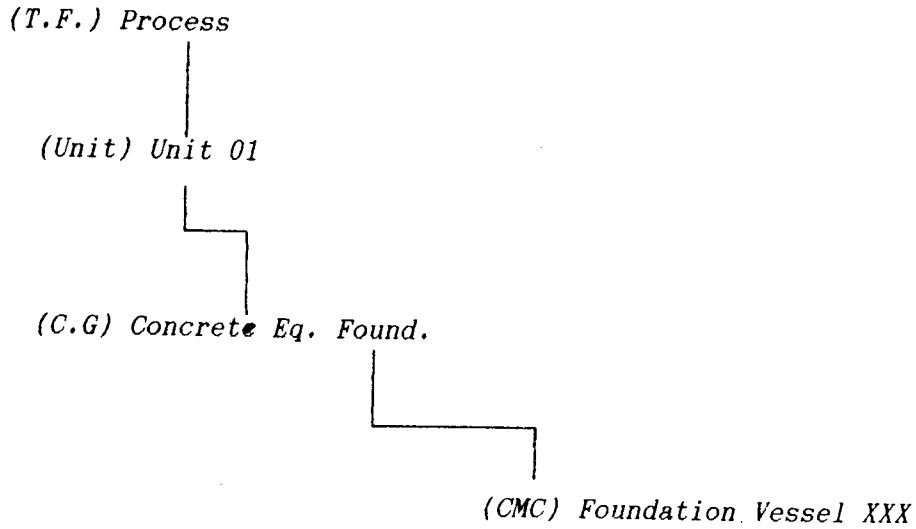 (T.F.) Process
(Unit) Unit 01
(C.G) Concrete Eq. Found.
(CMC) Foundation Vessel XXX